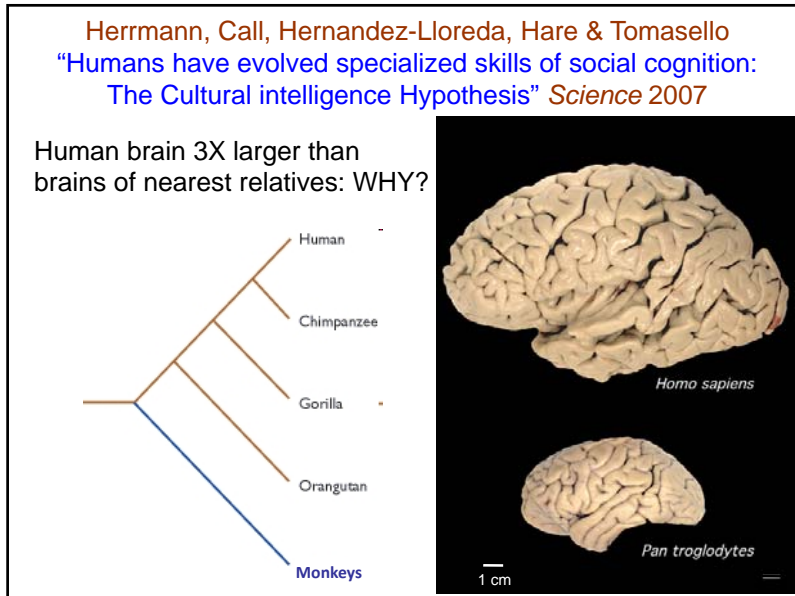 Herrmann, Call, Hernandez-Lloreda, Hare & Tomasello
“Humans have evolved specialized skills of social cognition:
The Cultural intelligence Hypothesis” Science 2007
Human brain 3X larger than
brains of nearest relatives: WHY?
Human
Chimpanzee
Gorilla
Orangutan
Monkeys
Homo sapiens
Pan troglodytes
1 cm